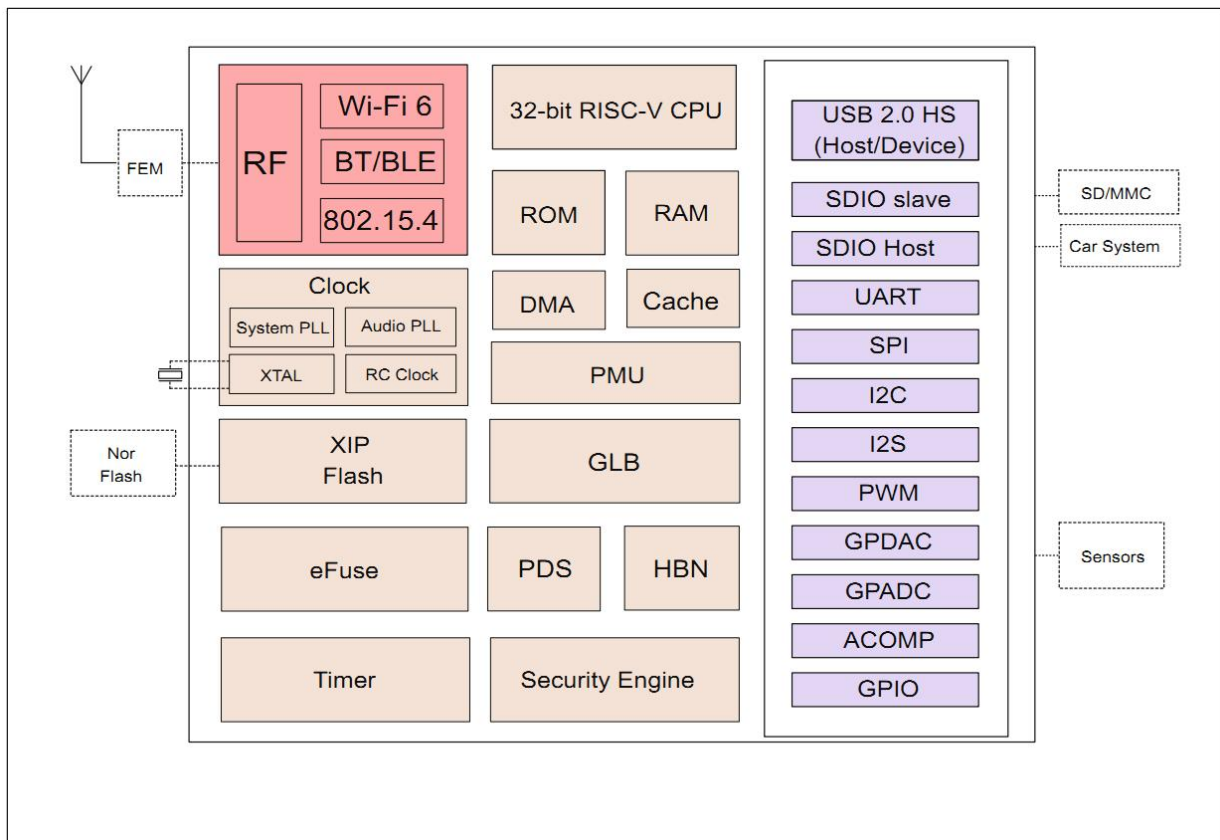 FEM
RF
Wi-Fi 6
BT/BLE
802.15.4
Clock
System PLL
Audio PLL
XTAL
RC Clock
Nor
Flash
XIP
Flash
eFuse
Timer
32-bit RISC-V CPU
ROM
RAM
DMA
Cache
PMU
GLB
PDS
HBN
Security Engine
USB 2.0 HS
(Host/Device)
SDIO slave
SDIO Host
UART
SPI
I2C
I2S
PWM
GPDAC
GPADC
ACOMP
GPIO
SD/MMC
Car System
Sensors